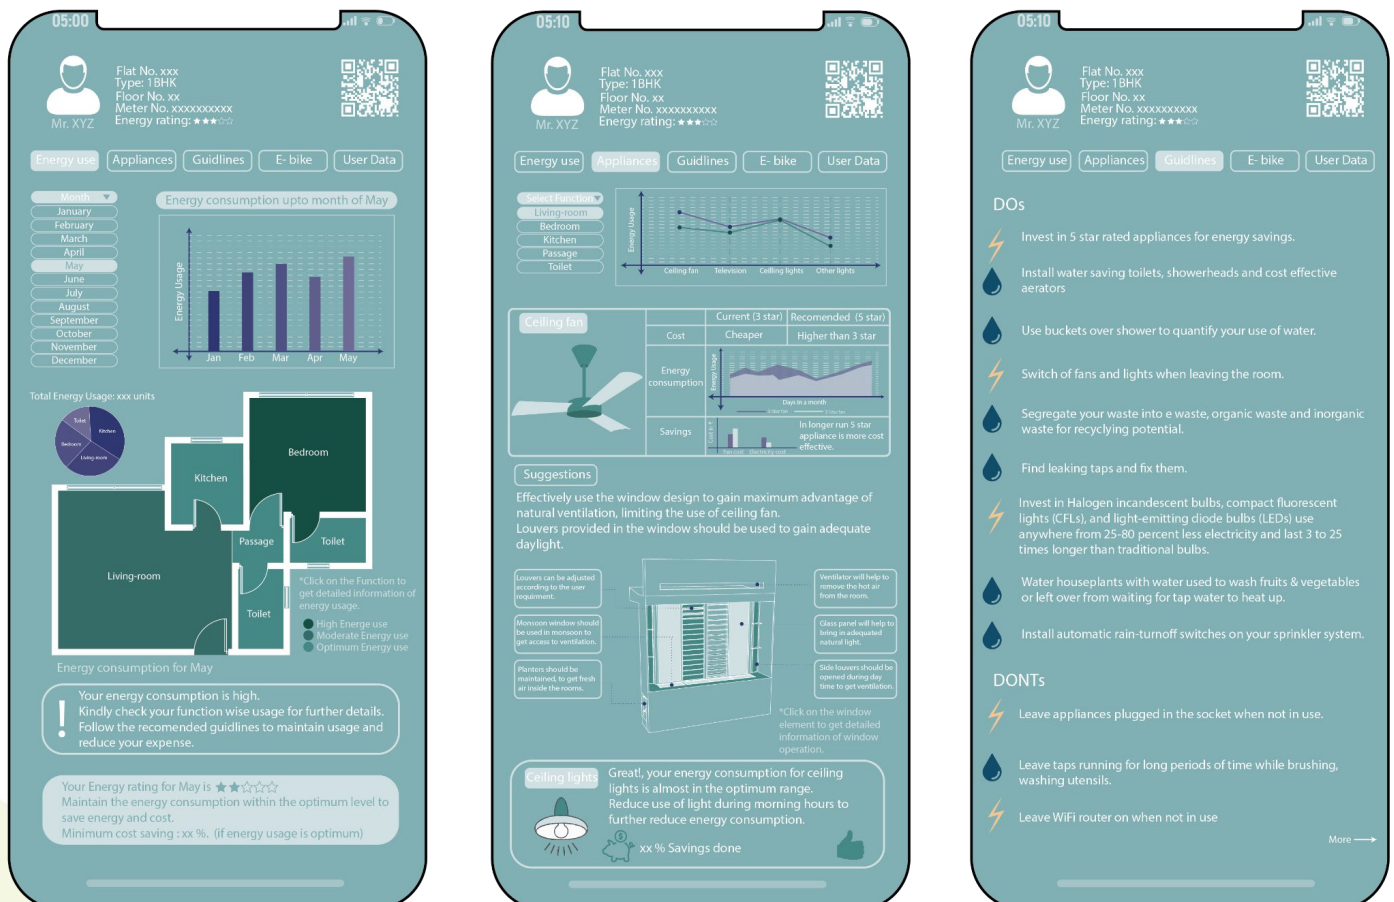 05:00
Mr. XYZ
Flat No. xxx
Type: 1BHK
Floor No. xx
Meter No. xxxxxxxxxx
Energy rating: ★★★☆☆
Energy use
Appliances
Guidlines
E- bike
User Data
Month
January
February
March
April
May
June
July
August
September
October
November
December
Energy consumption upto month of May
Energy Usage
Jan
Feb
Mar
Apr
May
Total Energy Usage: xxx units
Toilet
Kitchen
Bedroom
Living-room
Bedroom
Kitchen
Passage
Toilet
Living-room
Toilet
*Click on the Function to
get detailed information of
energy usage.
High Energe use
Moderate Energy use
Optimum Energy use
Energy consumption for May
!
Your energy consumption is high.
Kindly check your function wise usage for further details.
Follow the recomended guidlines to maintain usage and
reduce your expense.
Your Energy rating for May is ★★☆☆☆
Maintain the energy consumption within the optimum level to
save energy and cost.
Minimum cost saving : xx %. (if energy usage is optimum)
05:10
Mr. XYZ
Flat No. xxx
Type: 1BHK
Floor No. xx
Meter No. xxxxxxxxxx
Energy rating: ★★★☆☆
Energy use
Appliances
Guidlines
E- bike
User Data
Select Function
Living-room
Bedroom
Kitchen
Passage
Toilet
Energy Usage
Ceiling fan
Television
Ceilling lights
Other lights
Ceiling fan
Current (3 star)
Recomended (5 star)
Cost
Cheaper
Higher than 3 star
Energy
consumption
Energy Usage
Days in a month
Savings
Fan cost
Electricity cost
In longer run 5 star
appliance is more cost
effective.
Suggestions
Effectively use the window design to gain maximum advantage of
natural ventilation, limiting the use of ceiling fan.
Louvers provided in the window should be used to gain adequate
daylight.
Louvers can be adjusted
according to the user
requirment.
Monsoon window should
be used in monsoon to
get access to ventilation.
Planters should be
maintained, to get fresh
air inside the rooms.
Ventilator will help to
remove the hot air
from the room.
Glass panel will help to
bring in adequated
natural light.
Side louvers should be
opened during day
time to get ventilation.
*Click on the window
element to get detailed
information of window
operation.
Ceiling lights
Great!, your energy consumption for ceiling
lights is almost in the optimum range.
Reduce use of light during morning hours to
further reduce energy consumption.
$
xx % Savings done
05:10
Mr. XYZ
Flat No. xxx
Type: 1BHK
Floor No. xx
Meter No. xxxxxxxxxx
Energy rating: ★★★☆☆
Energy use
Appliances
Guidlines
E- bike
User Data
DOs
Invest in 5 star rated appliances for energy savings.
Install water saving toilets, showerheads and cost effective
aerators
Use buckets over shower to quantify your use of water.
Switch of fans and lights when leaving the room.
Segregate your waste into e waste, organic waste and inorganic
waste for recyclying potential.
Find leaking taps and fix them.
Invest in Halogen incandescent bulbs, compact fluorescent
lights (CFLs), and light-emitting diode bulbs (LEDs) use
anywhere from 25-80 percent less electricity and last 3 to 25
times longer than traditional bulbs.
Water houseplants with water used to wash fruits & vegetables
or left over from waiting for tap water to heat up.
Install automatic rain-turnoff switches on your sprinkler system.
DONTs
Leave appliances plugged in the socket when not in use.
Leave taps running for long periods of time while brushing,
washing utensils.
Leave WiFi router on when not in use
More